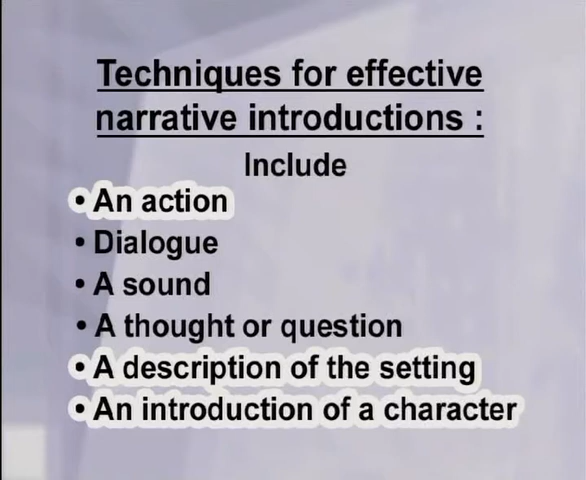 Techniques for effective
narrative introductions :
Include
• An action
• Dialogue
• A sound
• A thought or question
• A description of the setting
• An introduction of a character